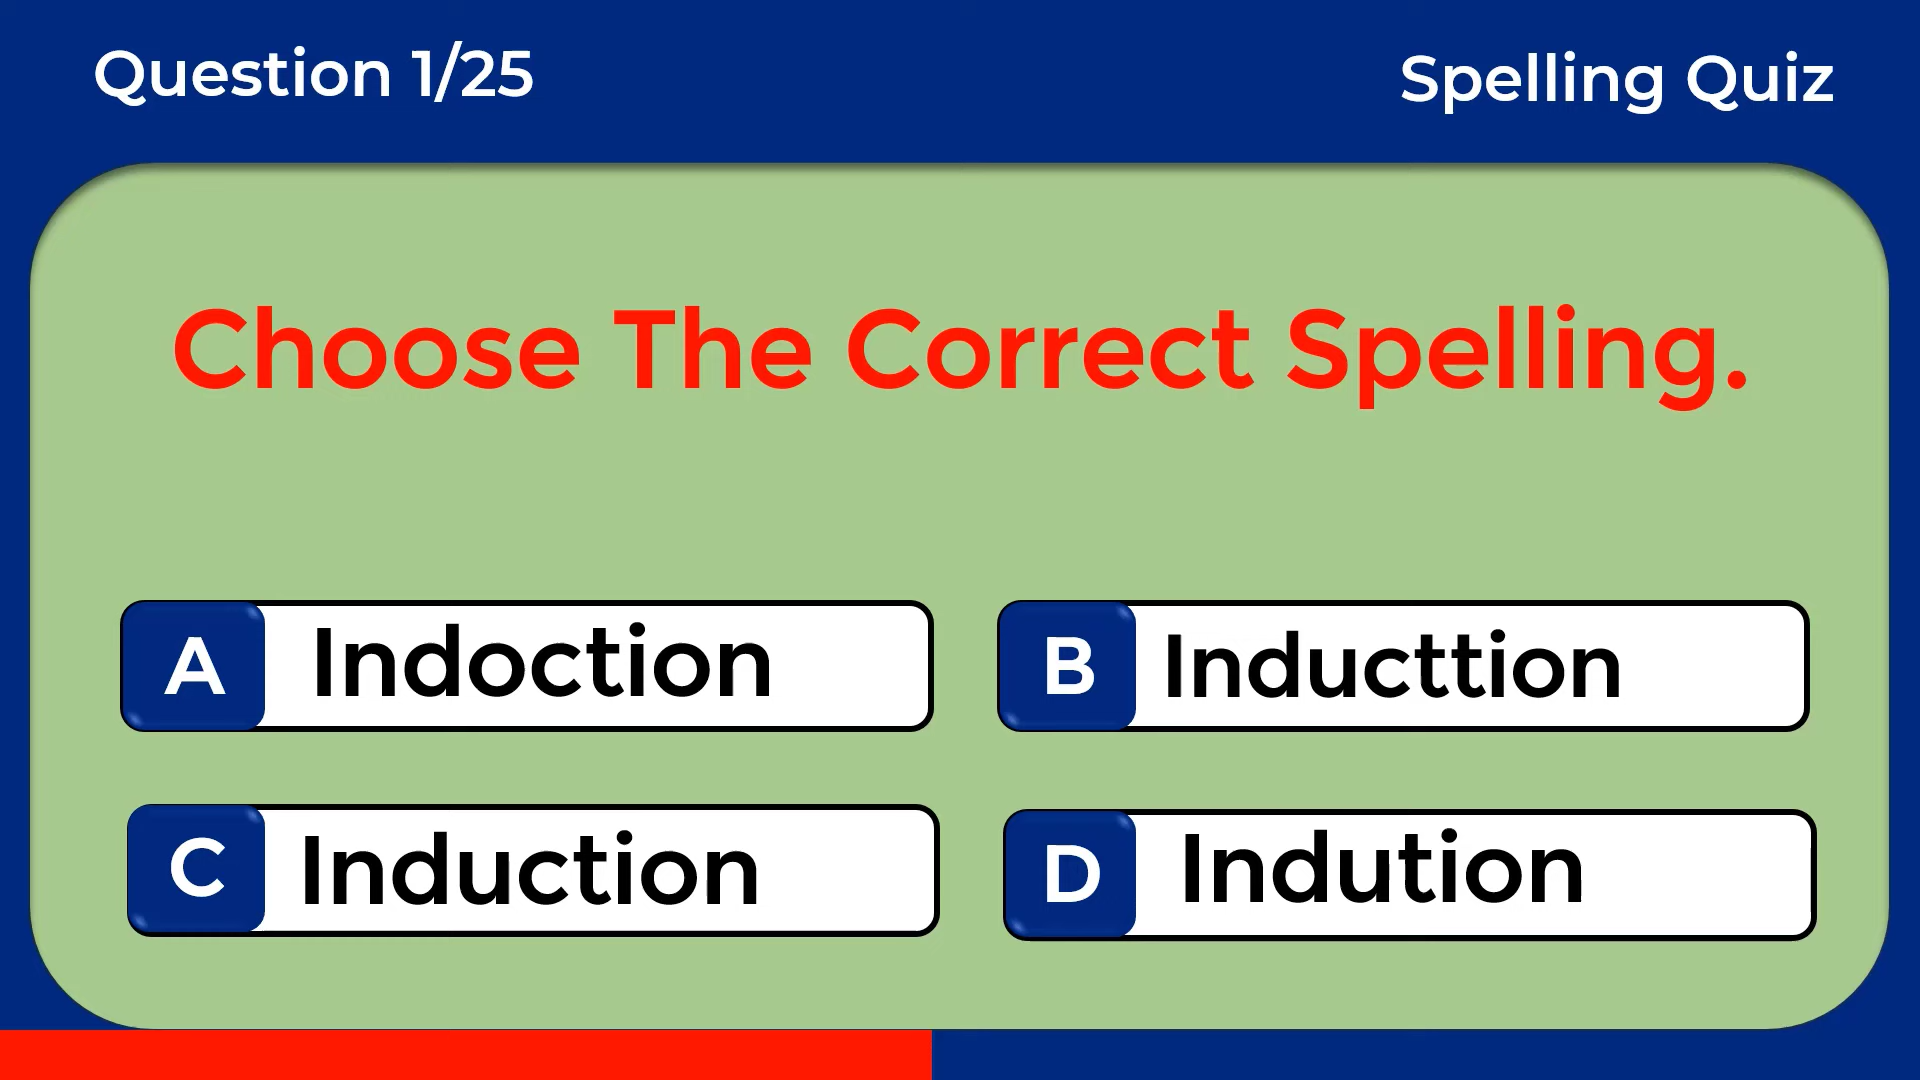 Question 1/25
Spelling Quiz
Choose The Correct Spelling.
A Indoction
B Inducttion
C Induction
D Indution